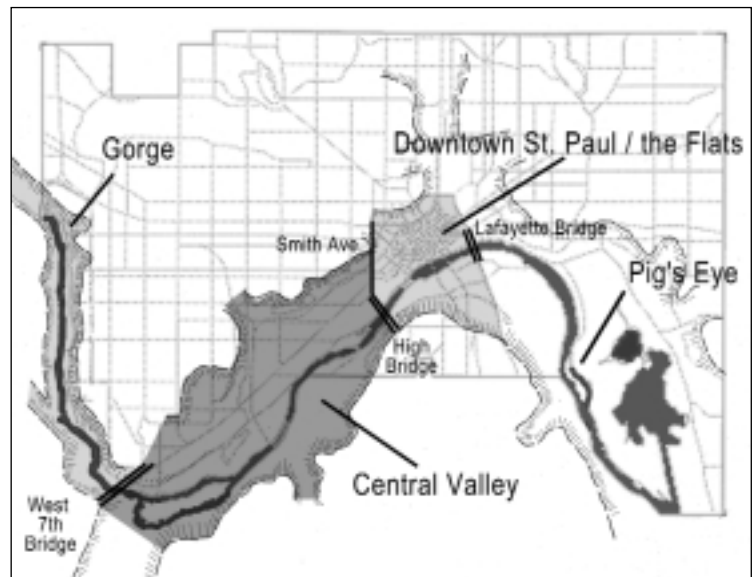 Gorge
Downtown St. Paul / the Flats
Smith Ave
Lafayette Bridge
Pig's Eye
High
Bridge
Central Valley
West
7th
Bridge